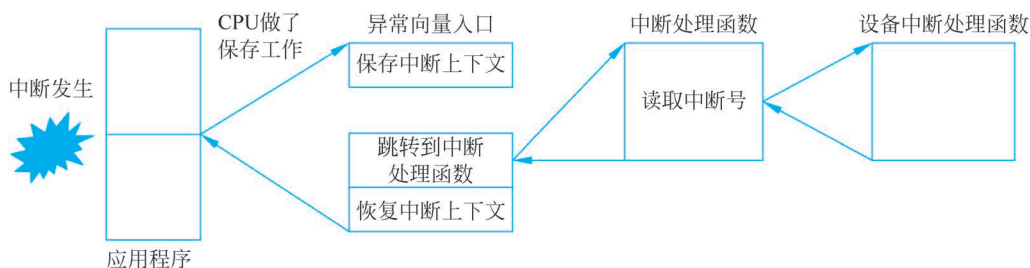 中断发生
应用程序
CPU做了
保存工作
异常向量入口
保存中断上下文
跳转到中断
处理函数
恢复中断上下文
中断处理函数
读取中断号
设备中断处理函数